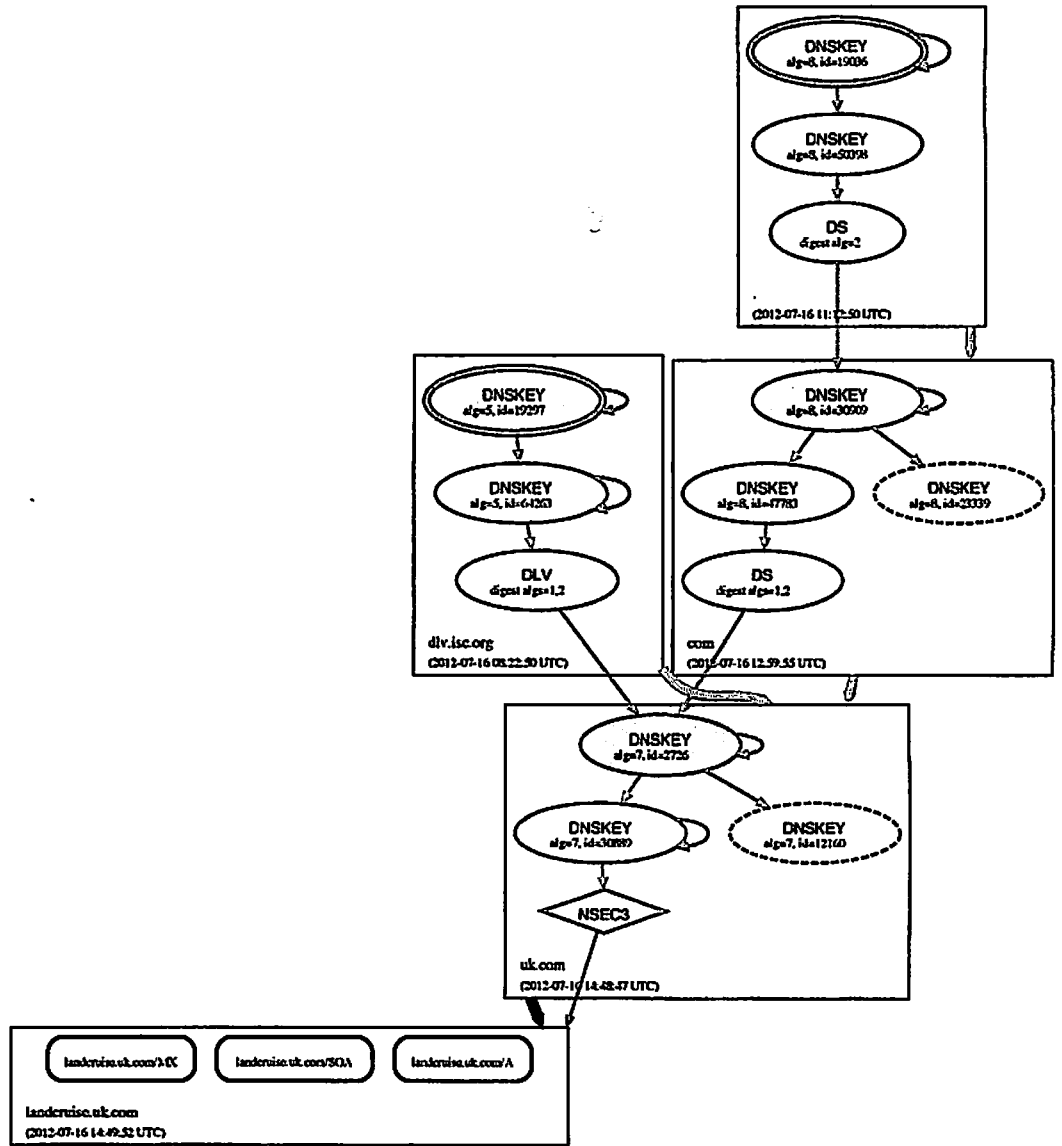 DNSKEY
alg=8, id=19036
DNSKEY
alg=8, id=50398
DS
digest alg=2
(2012-07-16 11:12:50 UTC)
DNSKEY
alg=5, id=19297
DNSKEY
alg=5, id=64263
DLV
digest algs=1,2
dlv.isc.org
(2012-07-16 08:22:50 UTC)
DNSKEY
alg=8, id=30909
DNSKEY
alg=8, id=47783
DNSKEY
alg=8, id=23339
DS
digest algs=1,2
com
(2012-07-16 12:59:55 UTC)
DNSKEY
alg=7, id=2726
DNSKEY
alg=7, id=30889
DNSKEY
alg=7, id=12160
NSEC3
uk.com
(2012-07-16 14:48:47 UTC)
landcruise.uk.com/MX
landcruise.uk.com/SOA
landcruise.uk.com/A
landcruise.uk.com
(2012-07-16 14:49:52 UTC)